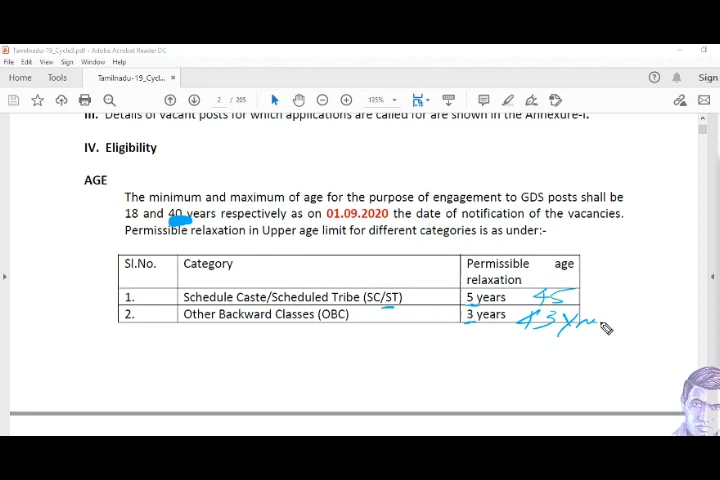 Tamilnadu-19_Cycle3.pdf - Adobe Acrobat Reader DC
File Edit View Sign Window Help
Home Tools Tamilnadu-19_Cycl... × Sign
2 / 205 135%
III. Details of vacant posts for which applications are called for are shown in the Annexure-I.
IV. Eligibility
AGE
The minimum and maximum of age for the purpose of engagement to GDS posts shall be
18 and 40 years respectively as on 01.09.2020 the date of notification of the vacancies.
Permissible relaxation in Upper age limit for different categories is as under:-
Sl.No. Category Permissible age
relaxation
1. Schedule Caste/Scheduled Tribe (SC/ST) 5 years 45
2. Other Backward Classes (OBC) 3 years 43